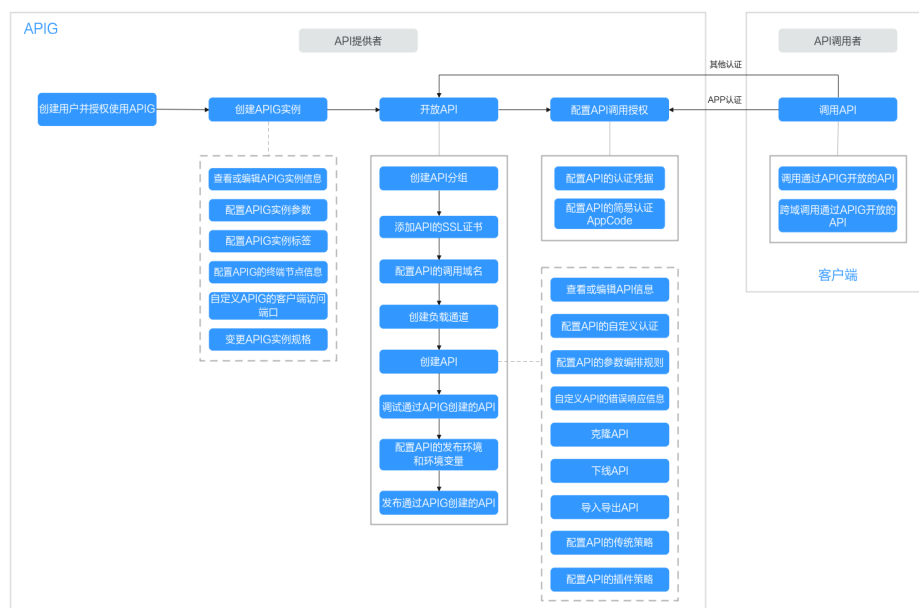 APIG
API提供者
API调用者
其他认证
APP认证
创建用户并授权使用APIG
创建APIG实例
开放API
配置API调用授权
调用API
查看或编辑APIG实例信息
配置APIG实例参数
配置APIG实例标签
配置APIG的终端节点信息
自定义APIG的客户端访问
端口
变更APIG实例规格
创建API分组
添加API的SSL证书
配置API的调用域名
创建负载通道
创建API
调试通过APIG创建的API
配置API的发布环境
和环境变量
发布通过APIG创建的API
配置API的认证凭据
配置API的简易认证
AppCode
查看或编辑API信息
配置API的自定义认证
配置API的参数编排规则
自定义API的错误响应信息
克隆API
下线API
导入导出API
配置API的传统策略
配置API的插件策略
调用通过APIG开放的API
跨域调用通过APIG开放的
API
客户端